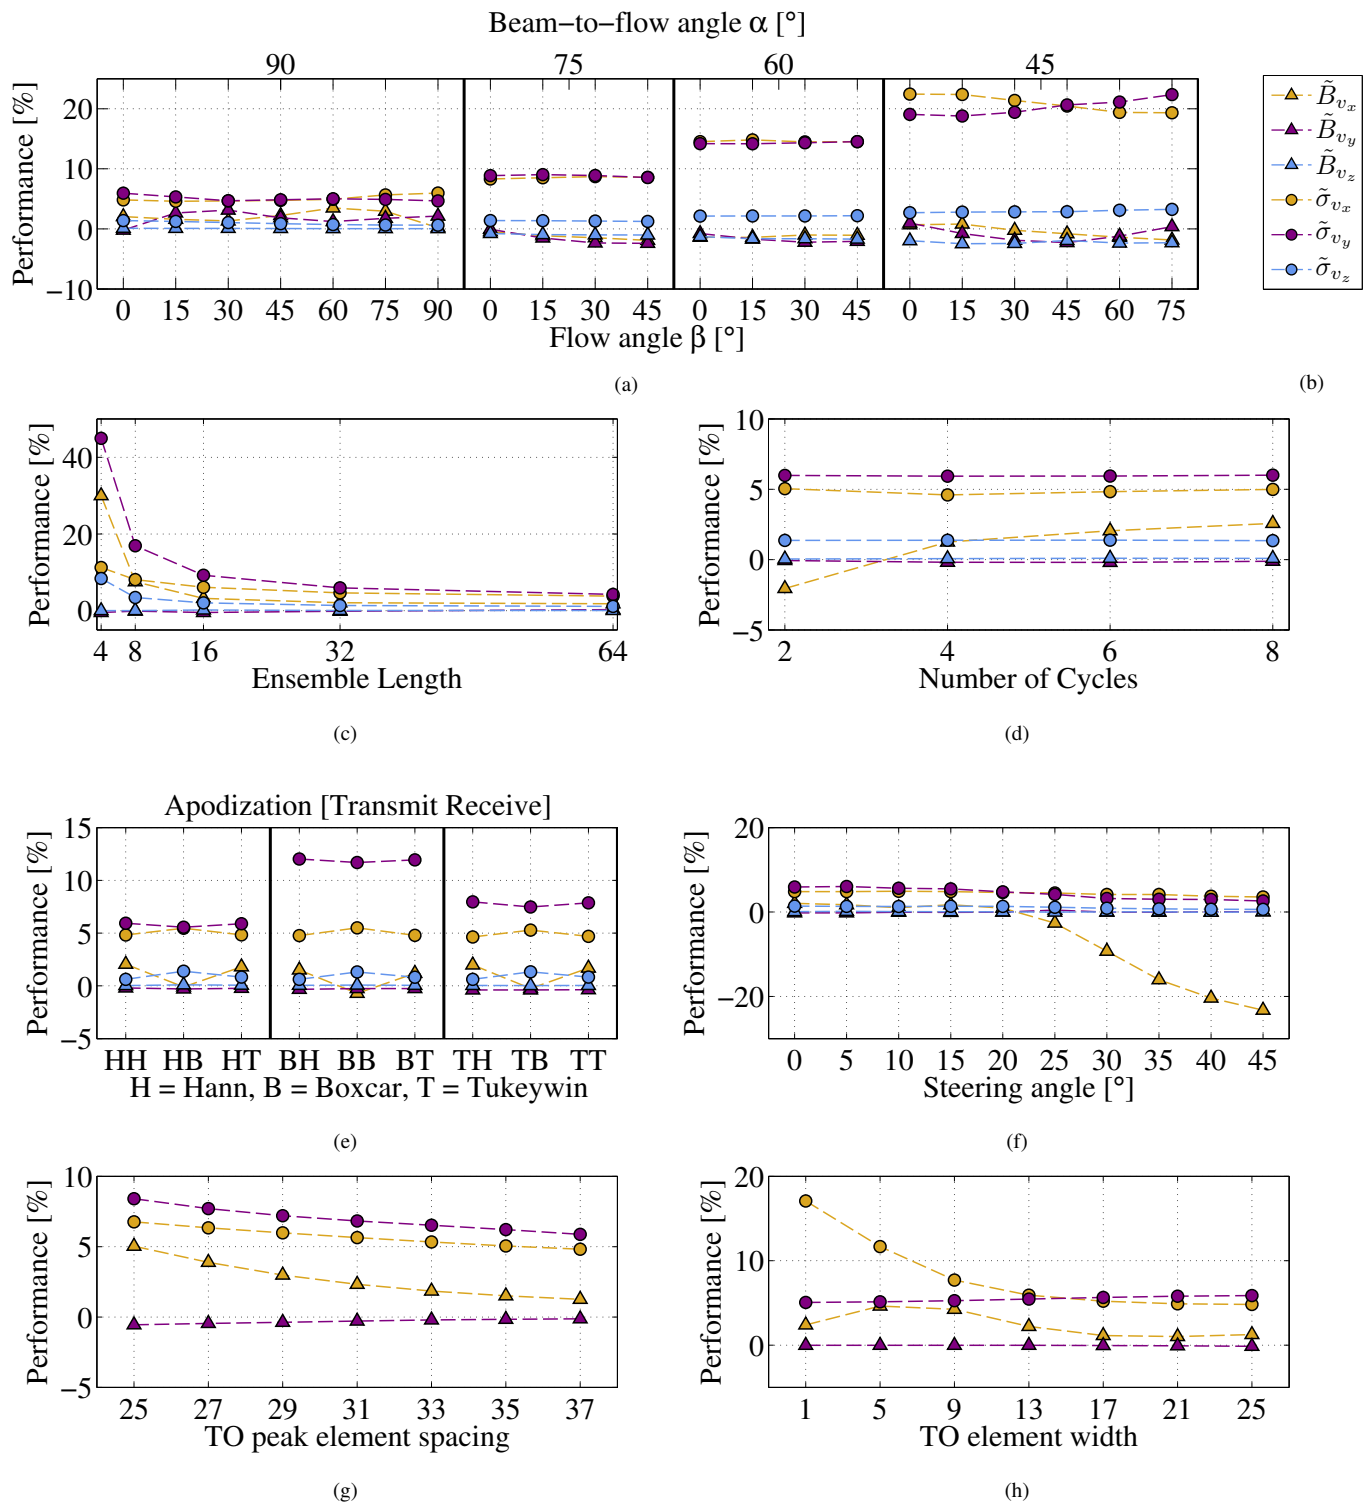 Beam−to−flow angle α [°]
90 75 60 45
Performance [%]
20
10
0
−10
0 15 30 45 60 75 90 0 15 30 45 0 15 30 45 0 15 30 45 60 75
Flow angle β [°]
(a)
B̃vx
B̃vy
B̃vz
σ̃vx
σ̃vy
σ̃vz
(b)
Performance [%]
40
20
0
4 8 16 32 64
Ensemble Length
(c)
Performance [%]
10
5
0
−5
2 4 6 8
Number of Cycles
(d)
Apodization [Transmit Receive]
Performance [%]
15
10
5
0
−5
HH HB HT BH BB BT TH TB TT
H = Hann, B = Boxcar, T = Tukeywin
(e)
Performance [%]
20
0
−20
0 5 10 15 20 25 30 35 40 45
Steering angle [°]
(f)
Performance [%]
10
5
0
−5
25 27 29 31 33 35 37
TO peak element spacing
(g)
Performance [%]
20
10
0
1 5 9 13 17 21 25
TO element width
(h)